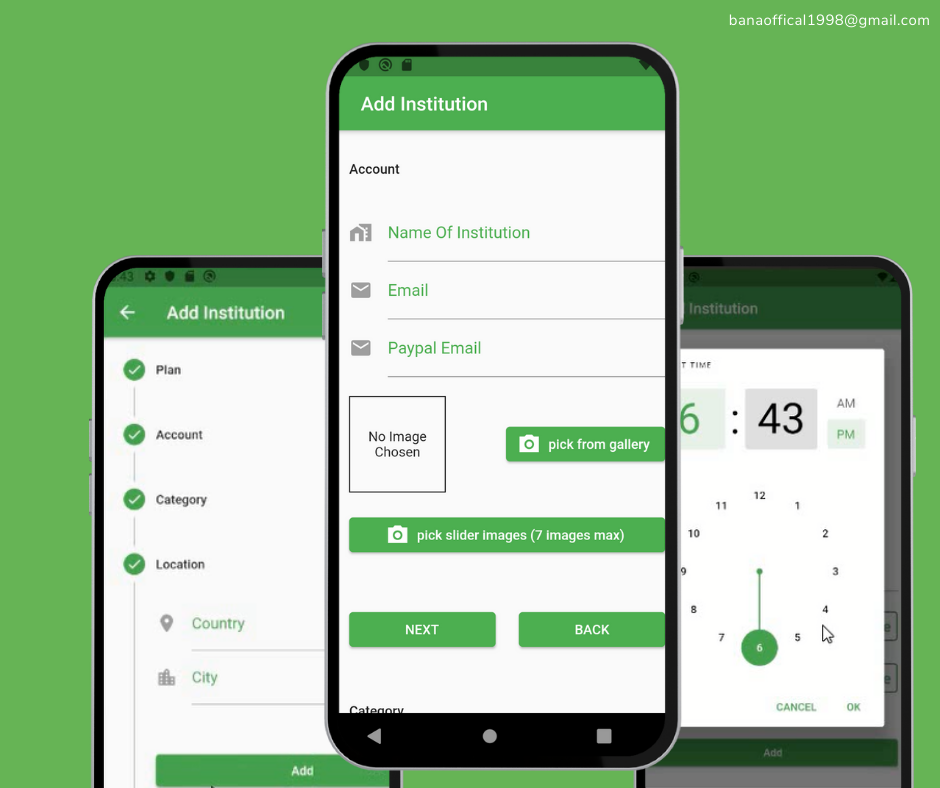 banaoffical1998@gmail.com
Add Institution
Account
Name Of Institution
Email
Paypal Email
No Image
Chosen
pick from gallery
pick slider images (7 images max)
NEXT
BACK
Category
43
Add Institution
Plan
Account
Category
Location
Country
City
Add
Institution
T TIME
6 : 43
AM
PM
12
11
1
10
2
9
3
8
4
7
5
6
CANCEL
OK
e
e
Add